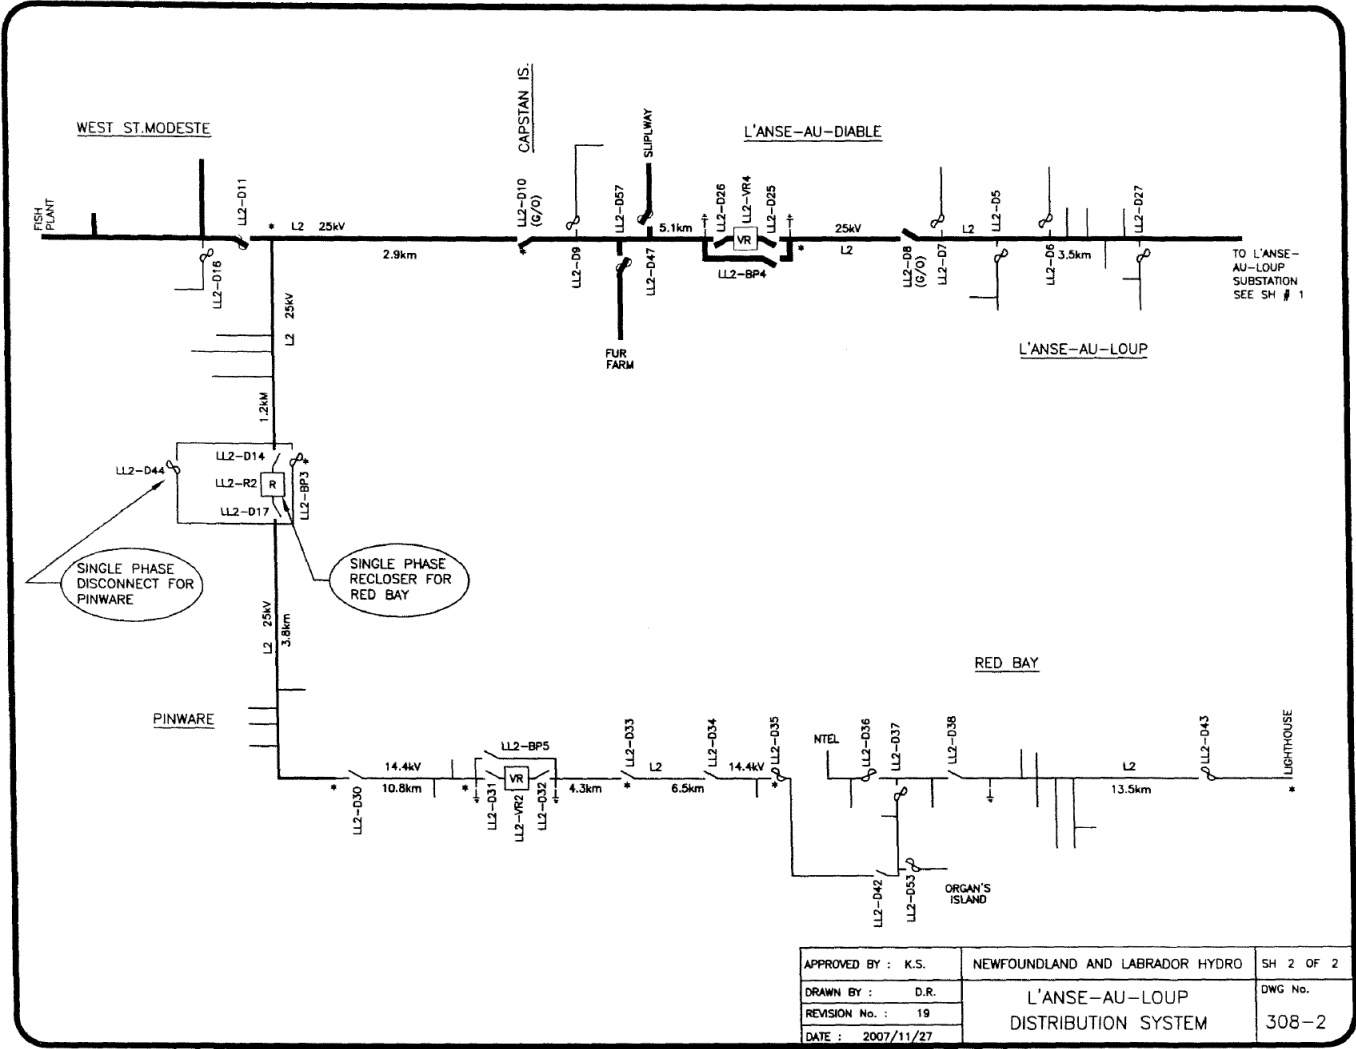 WEST ST.MODESTE
CAPSTAN IS.
L'ANSE-AU-DIABLE
SLIPLWAY
FISH
PLANT
LL2-D11
LL2-D16
*
L2 25kV
2.9km
LL2-D10
(G/O)
*
LL2-D9
LL2-D57
LL2-D47
5.1km
LL2-D26
LL2-VR4
LL2-D25
VR
LL2-BP4
*
25kV
L2
LL2-D8
(G/O)
LL2-D7
L2
LL2-D5
LL2-D6
3.5km
LL2-D27
TO L'ANSE-
AU-LOUP
SUBSTATION
SEE SH # 1
FUR
FARM
L'ANSE-AU-LOUP
L2 25kV
1.2kM
LL2-D44
LL2-D14
LL2-R2
R
LL2-D17
*
LL2-BP3
SINGLE PHASE
DISCONNECT FOR
PINWARE
SINGLE PHASE
RECLOSER FOR
RED BAY
L2 25kV
3.8km
PINWARE
RED BAY
*
LL2-D30
14.4kV
10.8km
*
LL2-BP5
LL2-D31
VR
LL2-VR2
LL2-D32
4.3km
LL2-D33
*
L2
6.5km
LL2-D34
14.4kV
LL2-D35
*
NTEL
LL2-D36
LL2-D37
LL2-D38
L2
13.5km
LL2-D43
LIGHTHOUSE
*
LL2-D42
LL2-D53
ORGAN'S
ISLAND
APPROVED BY : K.S.
DRAWN BY : D.R.
REVISION No. : 19
DATE : 2007/11/27
NEWFOUNDLAND AND LABRADOR HYDRO
L'ANSE-AU-LOUP
DISTRIBUTION SYSTEM
SH 2 OF 2
DWG No.
308-2